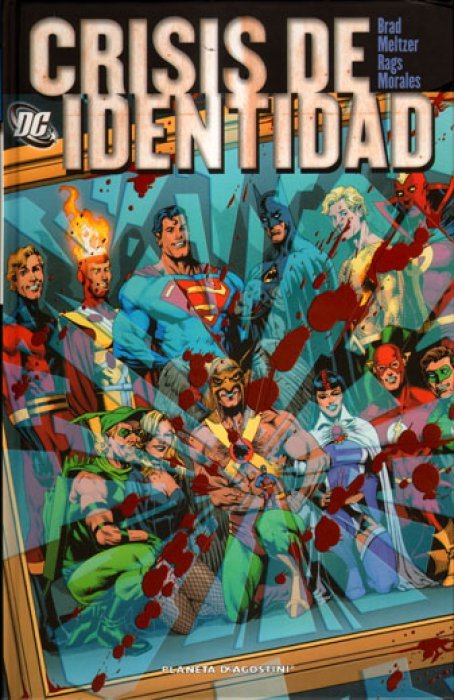 CRISIS DE
IDENTIDAD
Brad
Meltzer
Rags
Morales
DC
PLANETA DEAGOSTINI